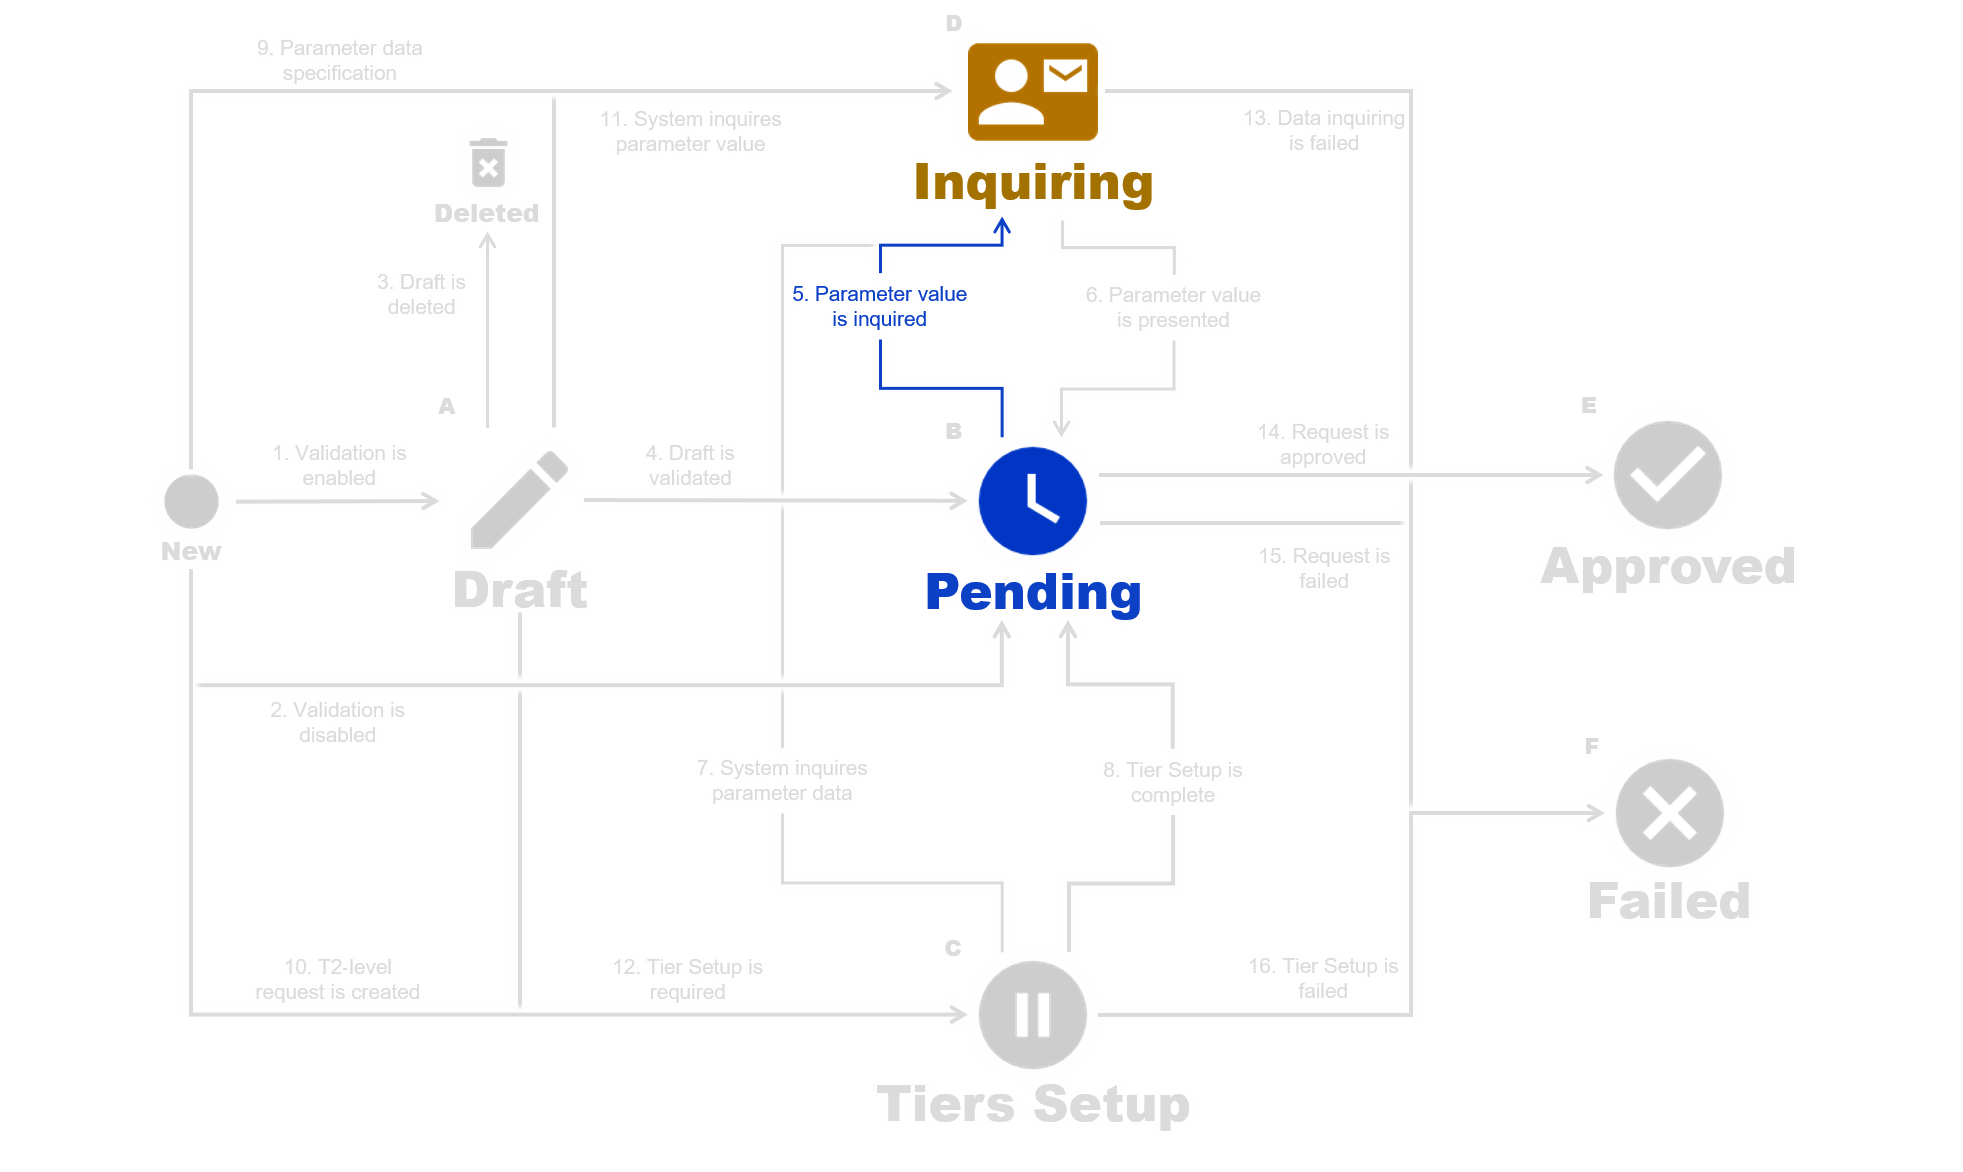 D
9. Parameter data
specification
11. System inquires
parameter value
13. Data inquiring
is failed
Inquiring
Deleted
3. Draft is
deleted
5. Parameter value
is inquired
6. Parameter value
is presented
A
B
E
1. Validation is
enabled
4. Draft is
validated
14. Request is
approved
New
Draft
Pending
15. Request is
failed
Approved
2. Validation is
disabled
7. System inquires
parameter data
8. Tier Setup is
complete
F
Failed
C
10. T2-level
request is created
12. Tier Setup is
required
16. Tier Setup is
failed
Tiers Setup